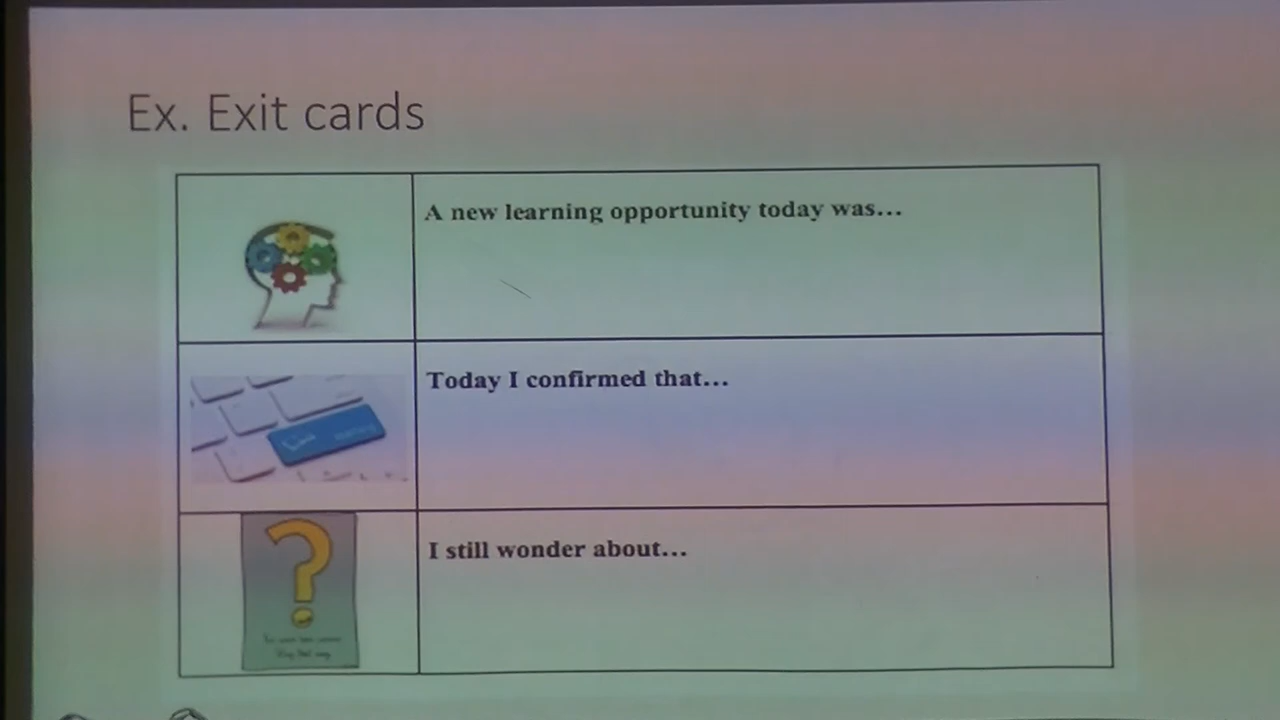 Ex. Exit cards
A new learning opportunity today was...
Today I confirmed that...
I still wonder about...